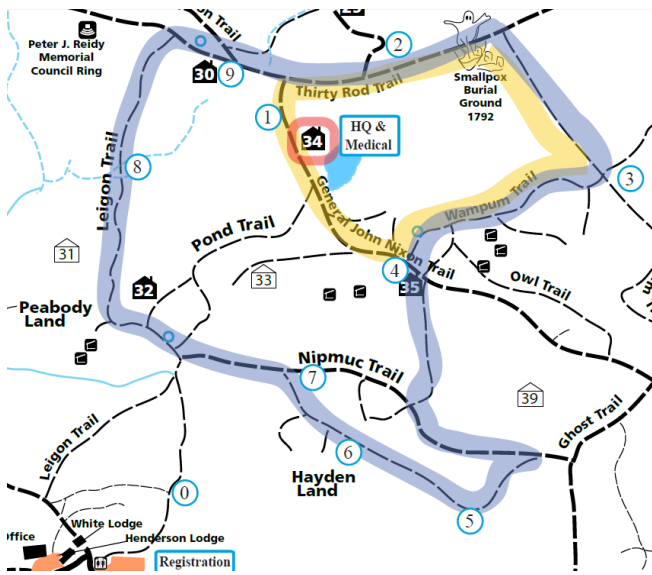 on Trail
Peter J. Reidy
Memorial
Council Ring
30
9
2
Thirty Rod Trail
Smallpox
Burial
Ground
1792
1
34
HQ &
Medical
8
Leigon Trail
3
Wampum Trail
General John Nixon Trail
Pond Trail
31
33
4
35
Owl Trail
32
Peabody
Land
Nipmuc Trail
7
39
Ghost Trail
Leigon Trail
6
Hayden
Land
0
5
White Lodge
ffice
Henderson Lodge
Registration